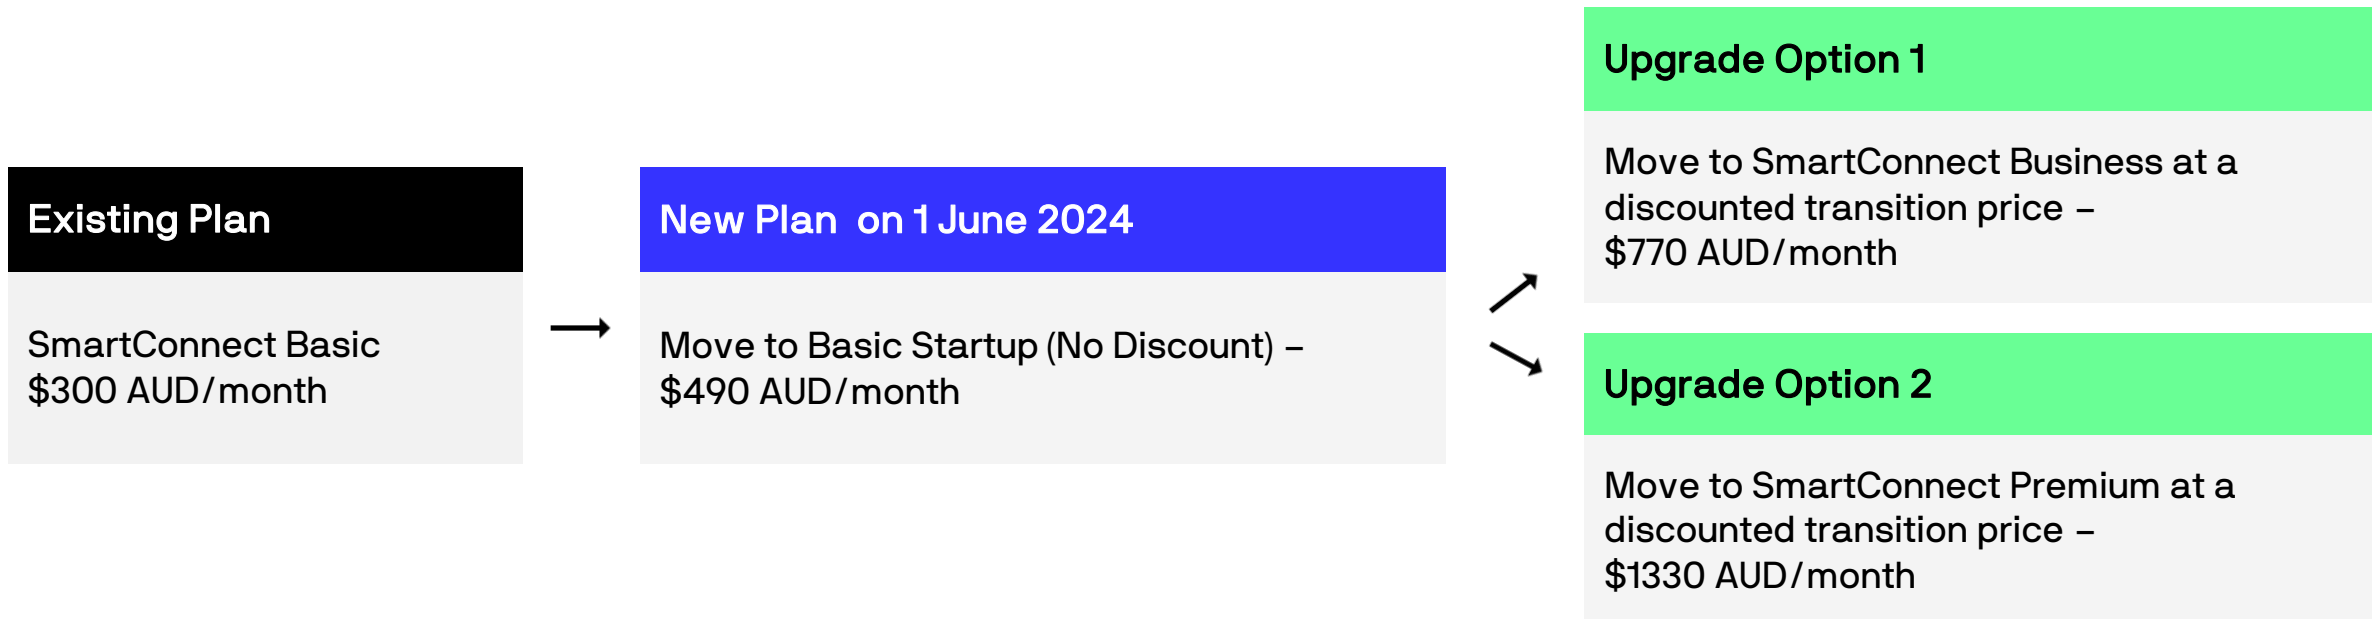 Existing Plan
SmartConnect Basic
$300 AUD/month
New Plan  on 1 June 2024
Move to Basic Startup (No Discount) –
$490 AUD/month
Upgrade Option 1
Move to SmartConnect Business at a
discounted transition price –
$770 AUD/month
Upgrade Option 2
Move to SmartConnect Premium at a
discounted transition price –
$1330 AUD/month